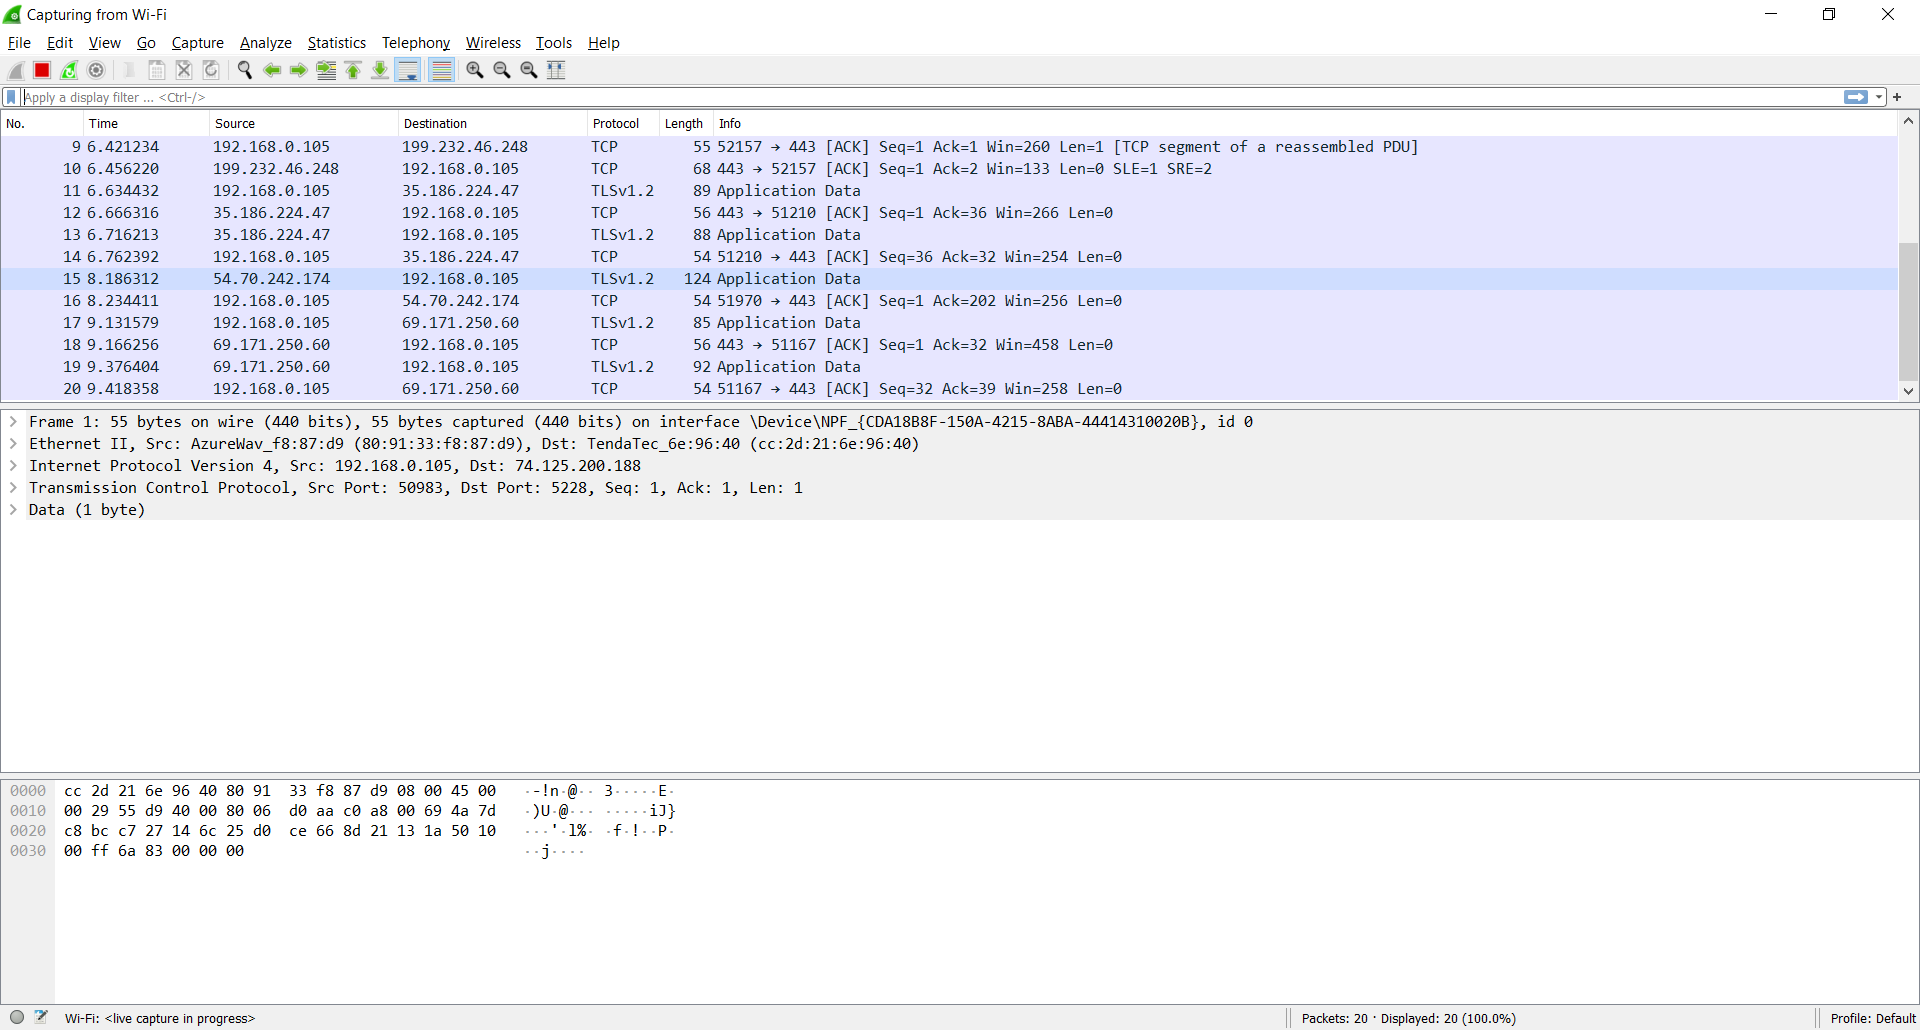 Capturing from Wi-Fi
File Edit View Go Capture Analyze Statistics Telephony Wireless Tools Help
Apply a display filter ... <Ctrl-/>
No. Time Source Destination Protocol Length Info
9 6.421234 192.168.0.105 199.232.46.248 TCP 55 52157 → 443 [ACK] Seq=1 Ack=1 Win=260 Len=1 [TCP segment of a reassembled PDU]
10 6.456220 199.232.46.248 192.168.0.105 TCP 68 443 → 52157 [ACK] Seq=1 Ack=2 Win=133 Len=0 SLE=1 SRE=2
11 6.634432 192.168.0.105 35.186.224.47 TLSv1.2 89 Application Data
12 6.666316 35.186.224.47 192.168.0.105 TCP 56 443 → 51210 [ACK] Seq=1 Ack=36 Win=266 Len=0
13 6.716213 35.186.224.47 192.168.0.105 TLSv1.2 88 Application Data
14 6.762392 192.168.0.105 35.186.224.47 TCP 54 51210 → 443 [ACK] Seq=36 Ack=32 Win=254 Len=0
15 8.186312 54.70.242.174 192.168.0.105 TLSv1.2 124 Application Data
16 8.234411 192.168.0.105 54.70.242.174 TCP 54 51970 → 443 [ACK] Seq=1 Ack=202 Win=256 Len=0
17 9.131579 192.168.0.105 69.171.250.60 TLSv1.2 85 Application Data
18 9.166256 69.171.250.60 192.168.0.105 TCP 56 443 → 51167 [ACK] Seq=1 Ack=32 Win=458 Len=0
19 9.376404 69.171.250.60 192.168.0.105 TLSv1.2 92 Application Data
20 9.418358 192.168.0.105 69.171.250.60 TCP 54 51167 → 443 [ACK] Seq=32 Ack=39 Win=258 Len=0
Frame 1: 55 bytes on wire (440 bits), 55 bytes captured (440 bits) on interface \Device\NPF_{CDA18B8F-150A-4215-8ABA-44414310020B}, id 0
Ethernet II, Src: AzureWav_f8:87:d9 (80:91:33:f8:87:d9), Dst: TendaTec_6e:96:40 (cc:2d:21:6e:96:40)
Internet Protocol Version 4, Src: 192.168.0.105, Dst: 74.125.200.188
Transmission Control Protocol, Src Port: 50983, Dst Port: 5228, Seq: 1, Ack: 1, Len: 1
Data (1 byte)
0000 cc 2d 21 6e 96 40 80 91 33 f8 87 d9 08 00 45 00 ·-!n·@·· 3·····E·
0010 00 29 55 d9 40 00 80 06 d0 aa c0 a8 00 69 4a 7d ·)U·@··· ·····iJ}
0020 c8 bc c7 27 14 6c 25 d0 ce 66 8d 21 13 1a 50 10 ···'·l%· ·f·!··P·
0030 00 ff 6a 83 00 00 00 ··j····
Wi-Fi: <live capture in progress> Packets: 20 · Displayed: 20 (100.0%) Profile: Default